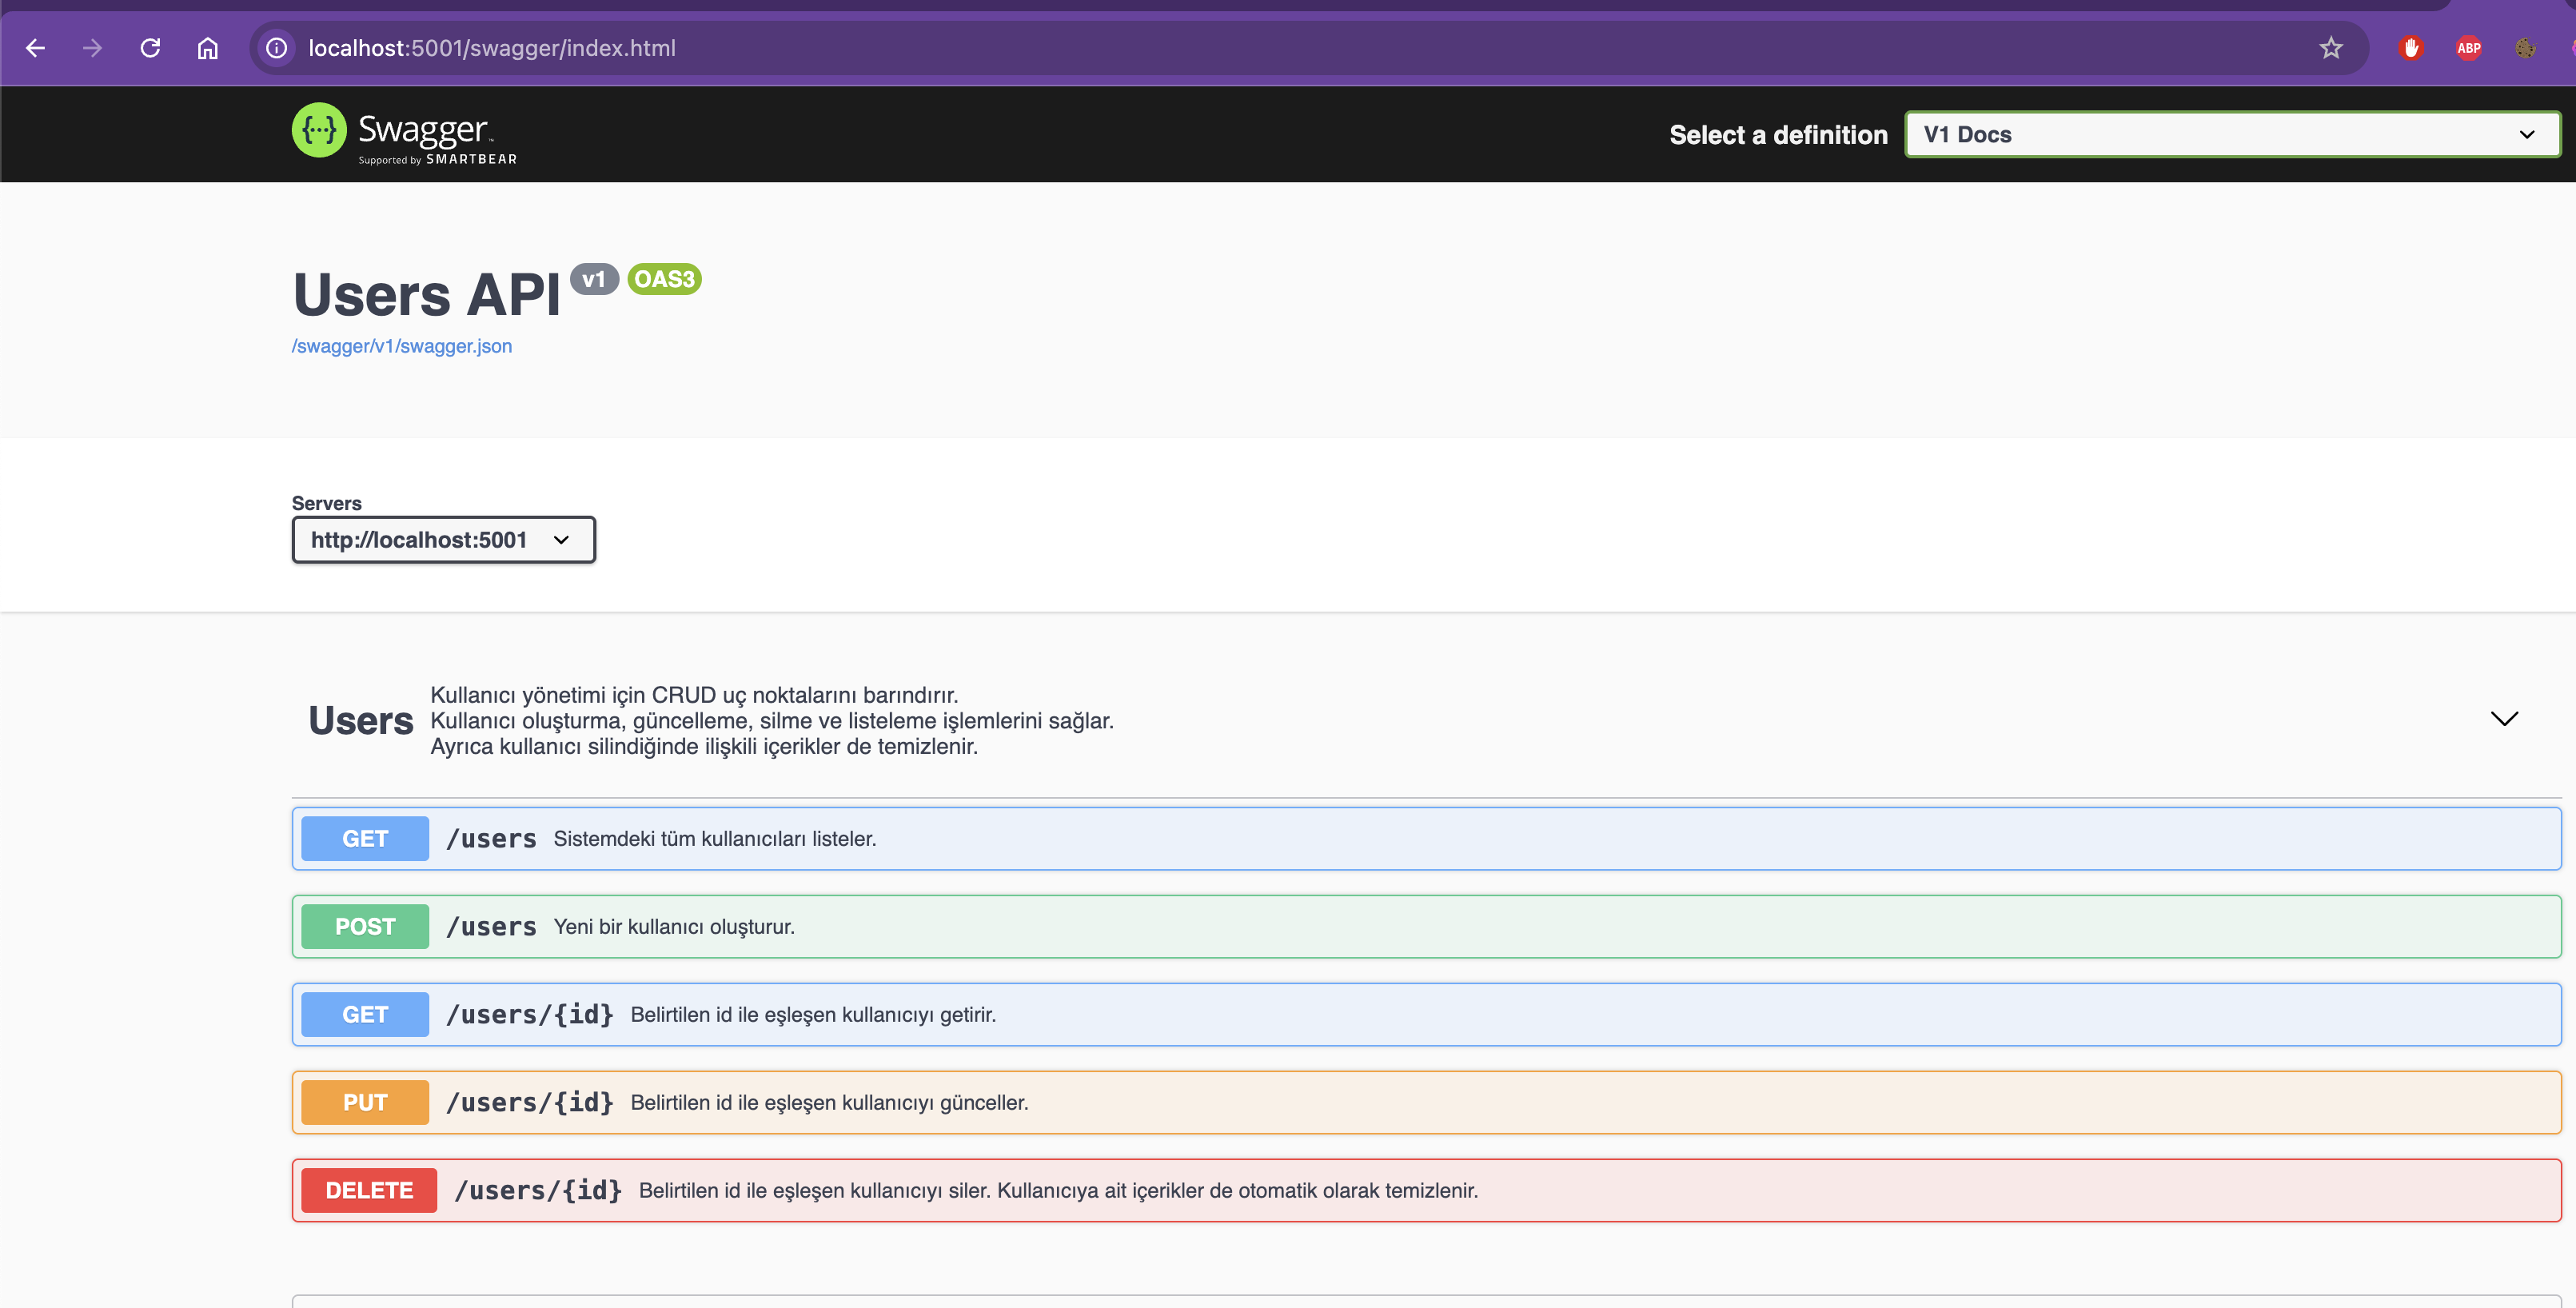 localhost:5001/swagger/index.html
ABP
{...} Swagger™
Supported by SMARTBEAR
Select a definition
V1 Docs
Users API v1 OAS3
/swagger/v1/swagger.json
Servers
http://localhost:5001
Users
Kullanıcı yönetimi için CRUD uç noktalarını barındırır.
Kullanıcı oluşturma, güncelleme, silme ve listeleme işlemlerini sağlar.
Ayrıca kullanıcı silindiğinde ilişkili içerikler de temizlenir.
GET /users Sistemdeki tüm kullanıcıları listeler.
POST /users Yeni bir kullanıcı oluşturur.
GET /users/{id} Belirtilen id ile eşleşen kullanıcıyı getirir.
PUT /users/{id} Belirtilen id ile eşleşen kullanıcıyı günceller.
DELETE /users/{id} Belirtilen id ile eşleşen kullanıcıyı siler. Kullanıcıya ait içerikler de otomatik olarak temizlenir.